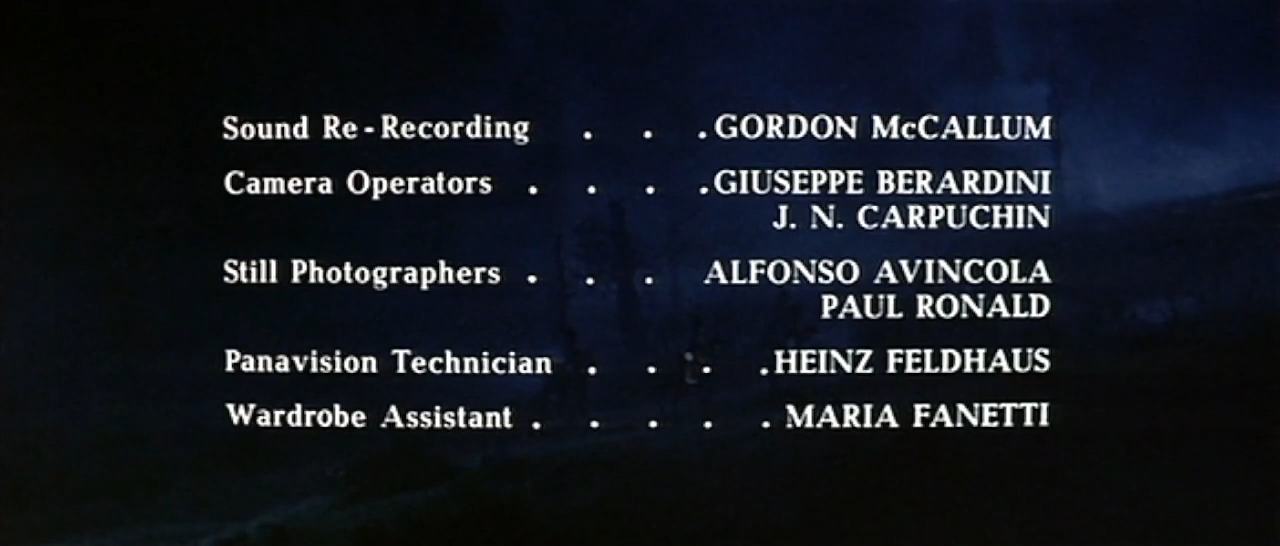 Sound Re-Recording . . . GORDON McCALLUM
Camera Operators . . . . GIUSEPPE BERARDINI
J. N. CARPUCHIN
Still Photographers . . . ALFONSO AVINCOLA
PAUL RONALD
Panavision Technician . . . . HEINZ FELDHAUS
Wardrobe Assistant . . . . . MARIA FANETTI